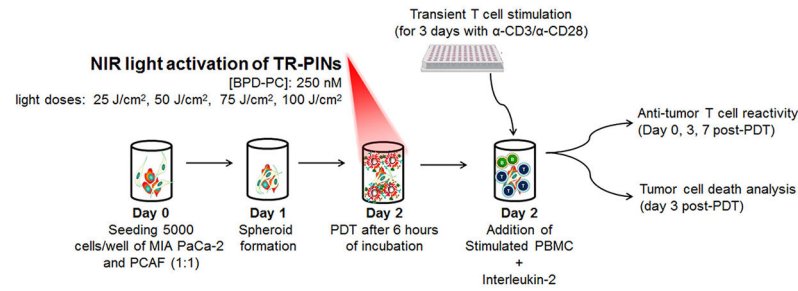 Transient T cell stimulation
(for 3 days with α-CD3/α-CD28)
NIR light activation of TR-PINs
[BPD-PC]: 250 nM
light doses: 25 J/cm², 50 J/cm², 75 J/cm², 100 J/cm²
Anti-tumor T cell reactivity
(Day 0, 3, 7 post-PDT)
Tumor cell death analysis
(day 3 post-PDT)
B B
T T
T T
Day 0
Seeding 5000
cells/well of MIA PaCa-2
and PCAF (1:1)
Day 1
Spheroid
formation
Day 2
PDT after 6 hours
of incubation
Day 2
Addition of
Stimulated PBMC
+
Interleukin-2